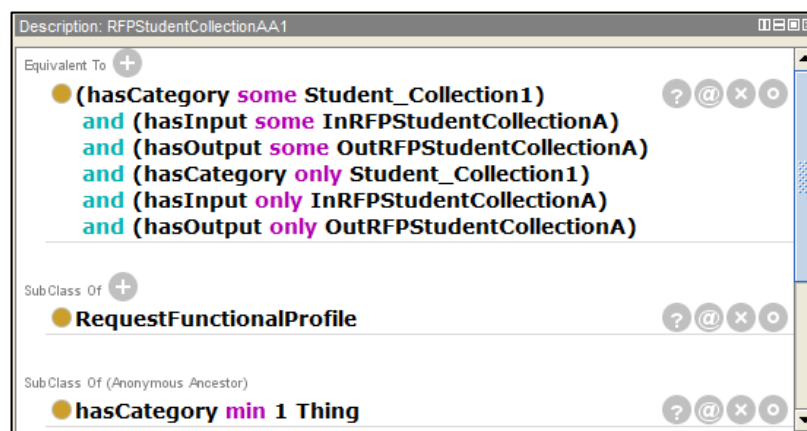 Description: RFPStudentCollectionAA1
Equivalent To
(hasCategory some Student_Collection1)
and (hasInput some InRFPStudentCollectionA)
and (hasOutput some OutRFPStudentCollectionA)
and (hasCategory only Student_Collection1)
and (hasInput only InRFPStudentCollectionA)
and (hasOutput only OutRFPStudentCollectionA)
SubClass Of
RequestFunctionalProfile
SubClass Of (Anonymous Ancestor)
hasCategory min 1 Thing